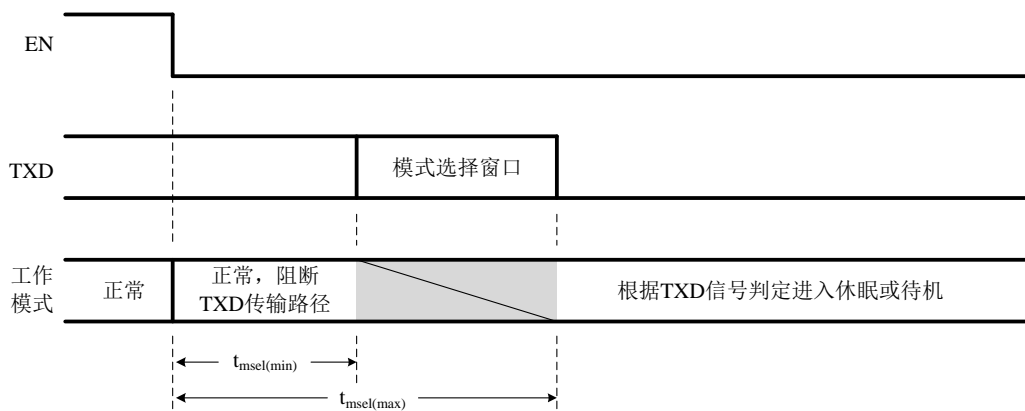 EN
TXD
模式选择窗口
工作
模式
正常
正常，阻断
TXD传输路径
根据TXD信号判定进入休眠或待机
tmsel(min)
tmsel(max)